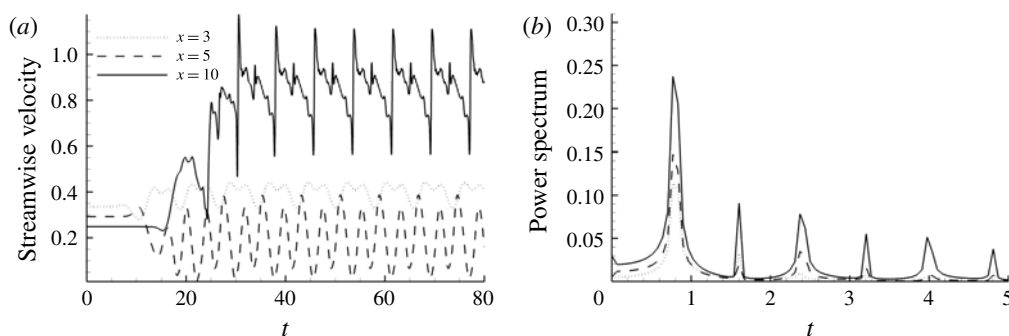 (a)
x = 3
x = 5
x = 10
1.0
0.8
0.6
0.4
0.2
Streamwise velocity
0 20 40 60 80
t
(b)
0.30
0.25
0.20
0.15
0.10
0.05
Power spectrum
0 1 2 3 4 5
t